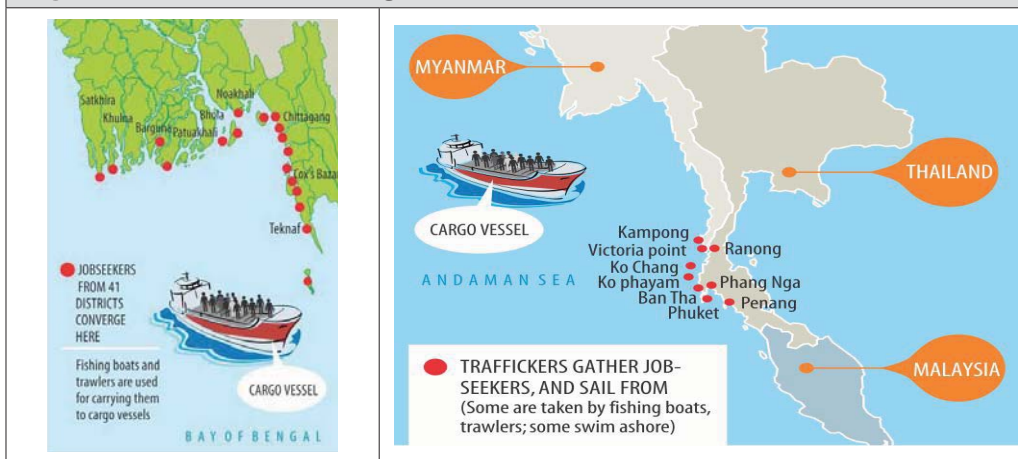 Satkhira
Khulna
Barguna
Patuakhali
Bhola
Noakhali
Chittagang
Cox's Bazar
Teknaf
JOBSEEKERS
FROM 41
DISTRICTS
CONVERGE
HERE
Fishing boats and
trawlers are used
for carrying them
to cargo vessels
CARGO VESSEL
BAY OF BENGAL
MYANMAR
THAILAND
CARGO VESSEL
ANDAMAN SEA
Kampong
Victoria point
Ranong
Ko Chang
Ko phayam
Phang Nga
Ban Tha
Penang
Phuket
MALAYSIA
TRAFFICKERS GATHER JOB-
SEEKERS, AND SAIL FROM
(Some are taken by fishing boats,
trawlers; some swim ashore)